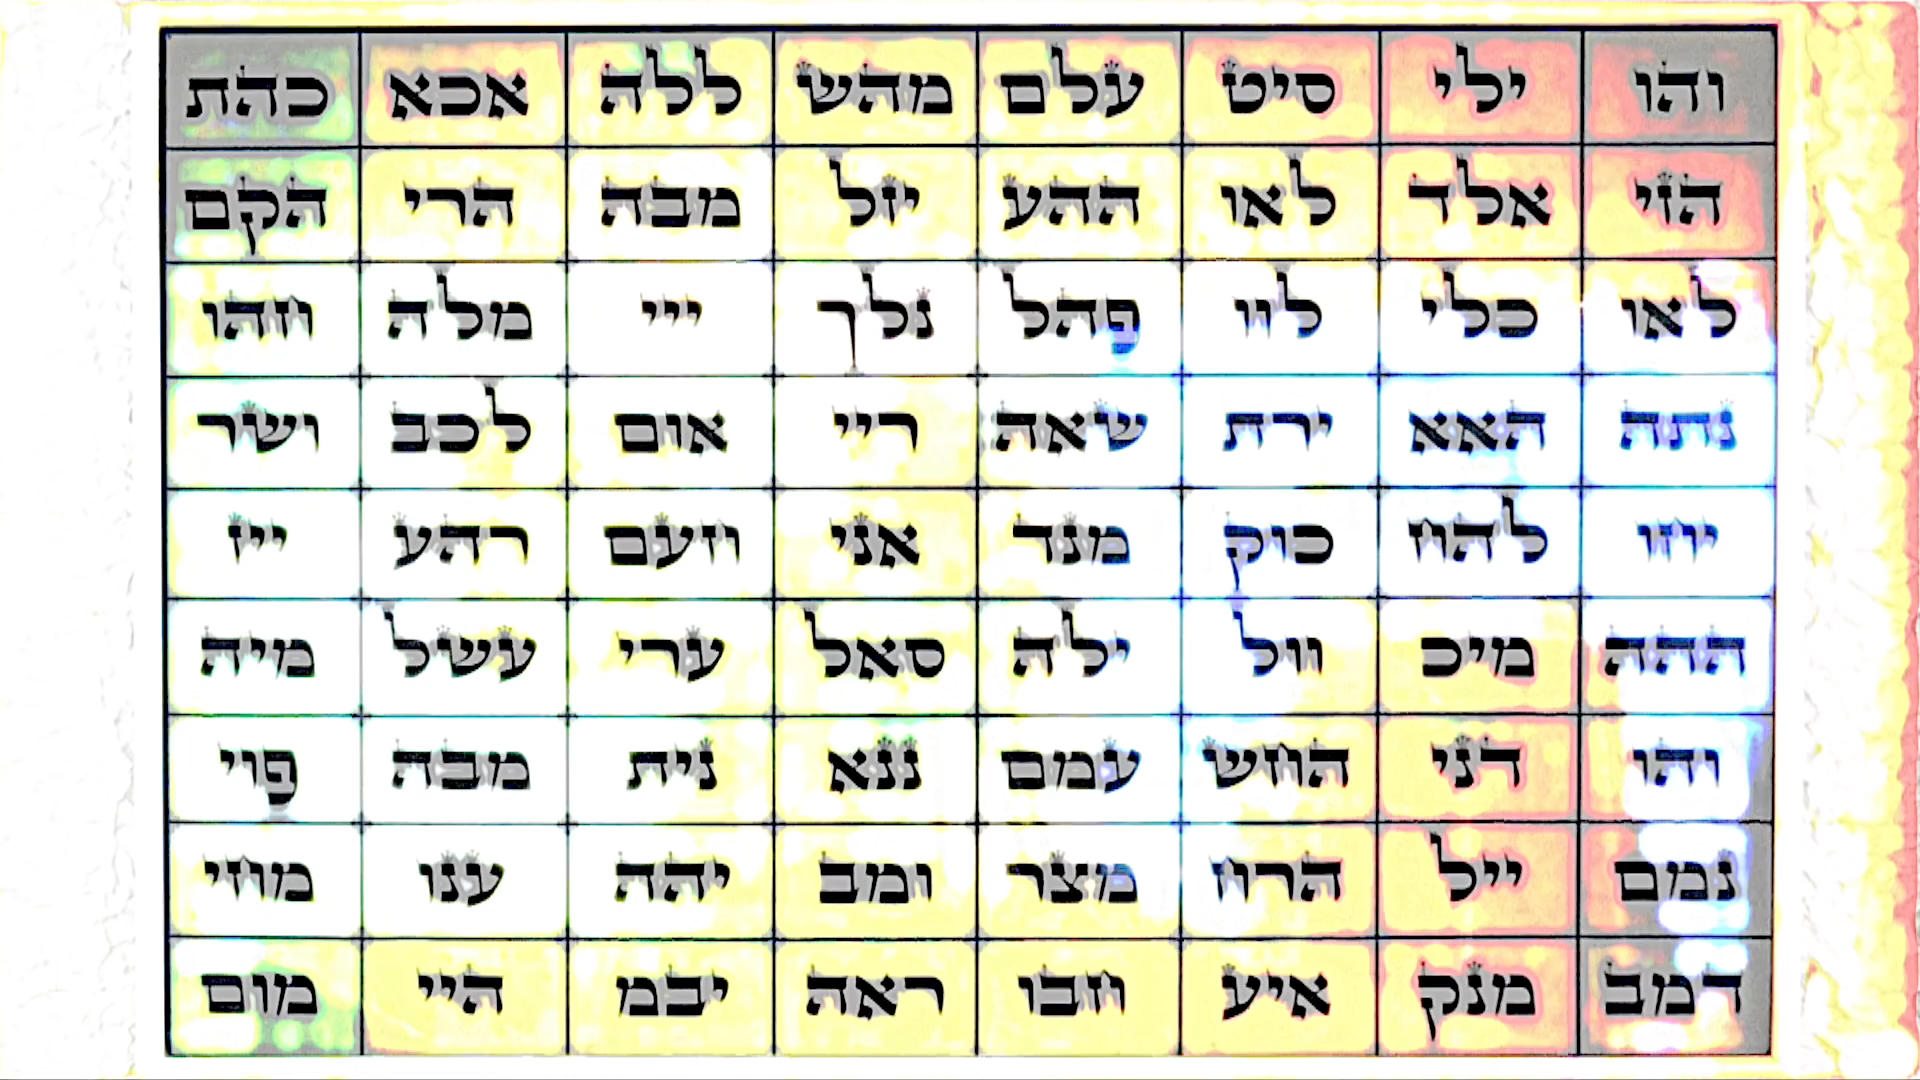 והו ילי סיט עלם מהש ללה אכא כהת
הזי אלד לאו ההע יזל מבה הרי הקם
לאו כלי לוו פהל נלך ייי מלה חהו
נתה האא ירת שאה ריי אום לכב ושר
יחו להח כוק מנד אני חעם רהע ייז
ההה מיכ וול ילה סאל ערי עשל מיה
והו דני החש עמם ננא נית מבה פוי
נמם ייל הרח מצר ומב יהה ענו מחי
דמב מנק איע חבו ראה יבמ היי מום